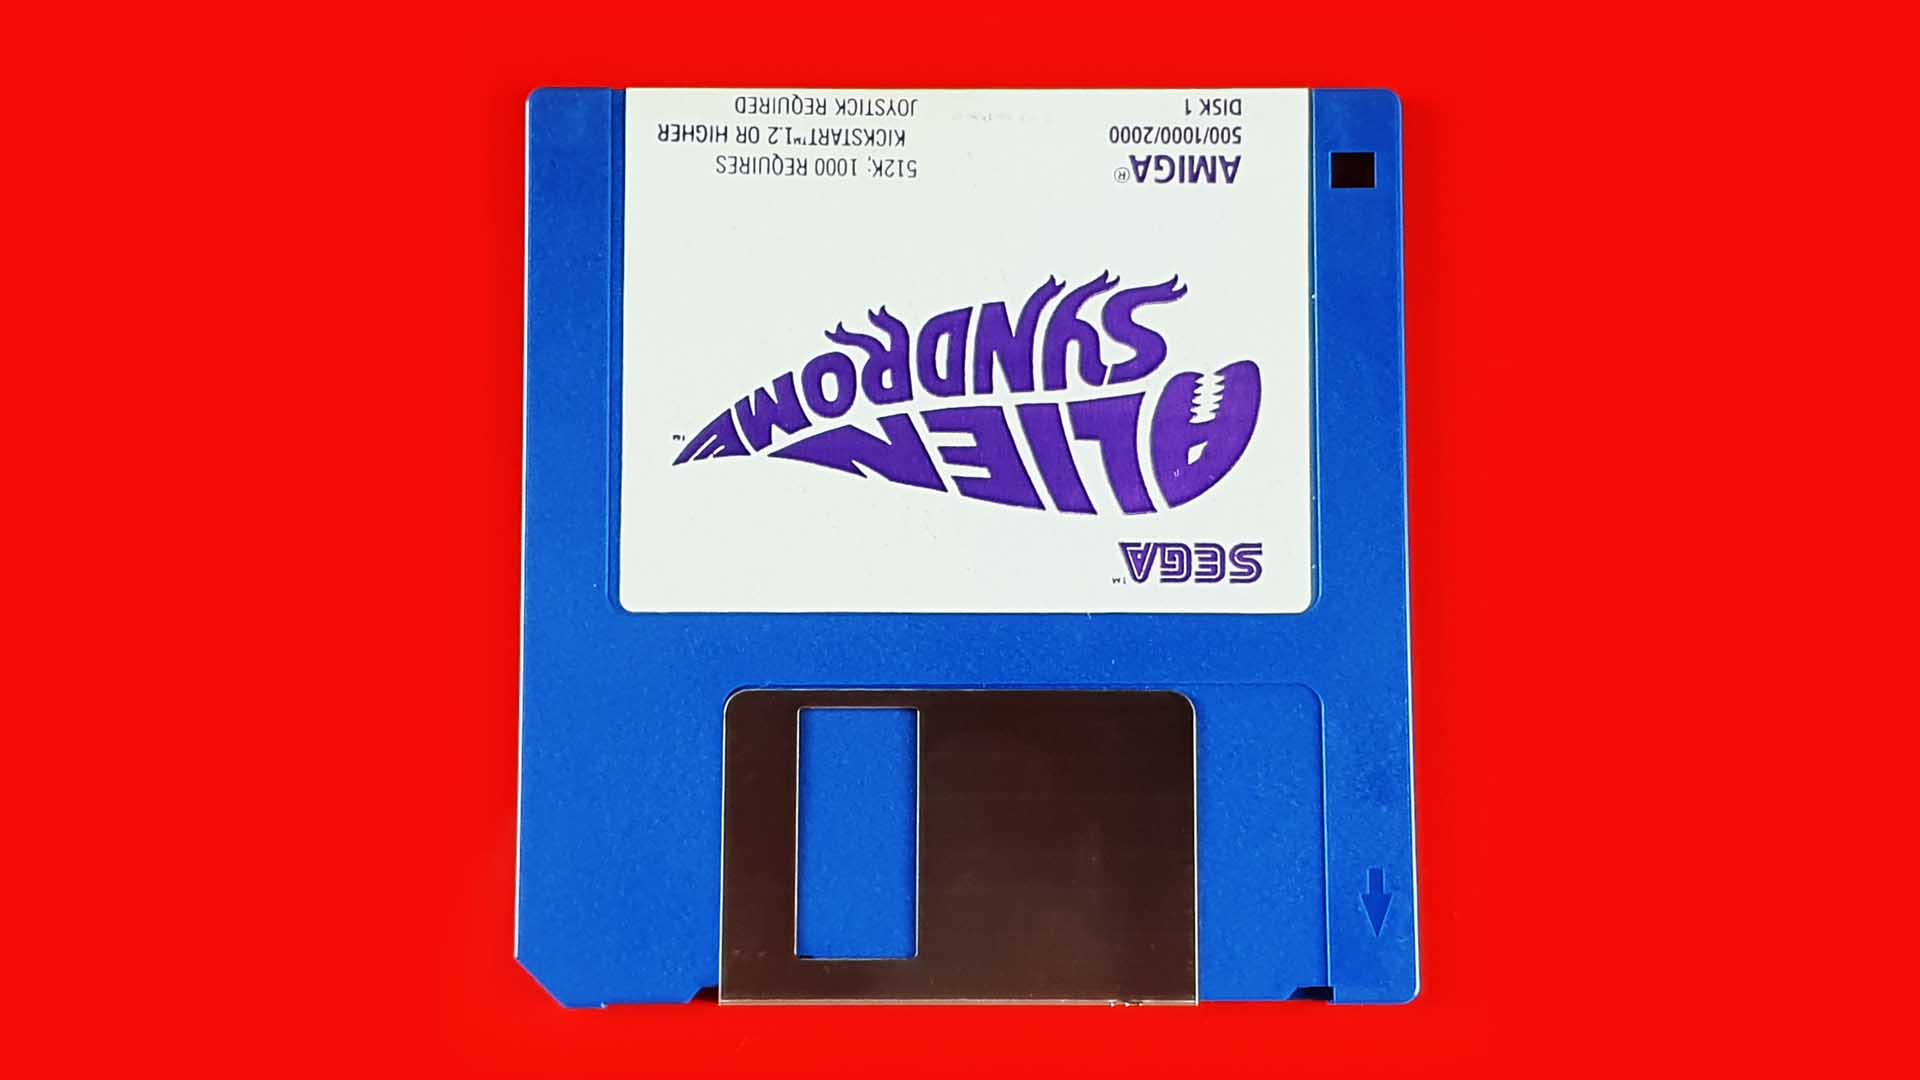 SEGA™
ALIEN
SYNDROME™
AMIGA®
500/1000/2000
DISK 1
512K; 1000 REQUIRES
KICKSTART™1.2 OR HIGHER
JOYSTICK REQUIRED